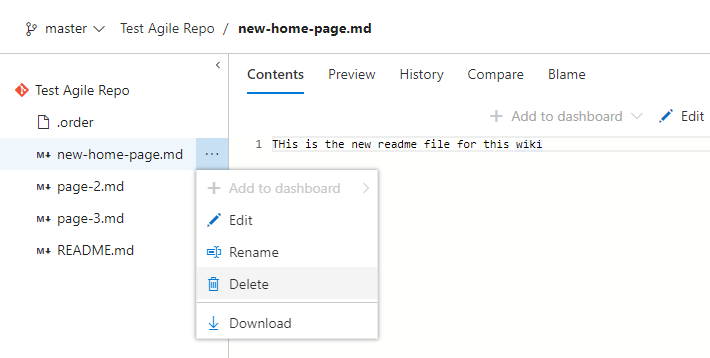 master Test Agile Repo / new-home-page.md
Test Agile Repo
.order
new-home-page.md ...
page-2.md
page-3.md
README.md
Add to dashboard
Edit
Rename
Delete
Download
Contents Preview History Compare Blame
Add to dashboard Edit
1 THis is the new readme file for this wiki